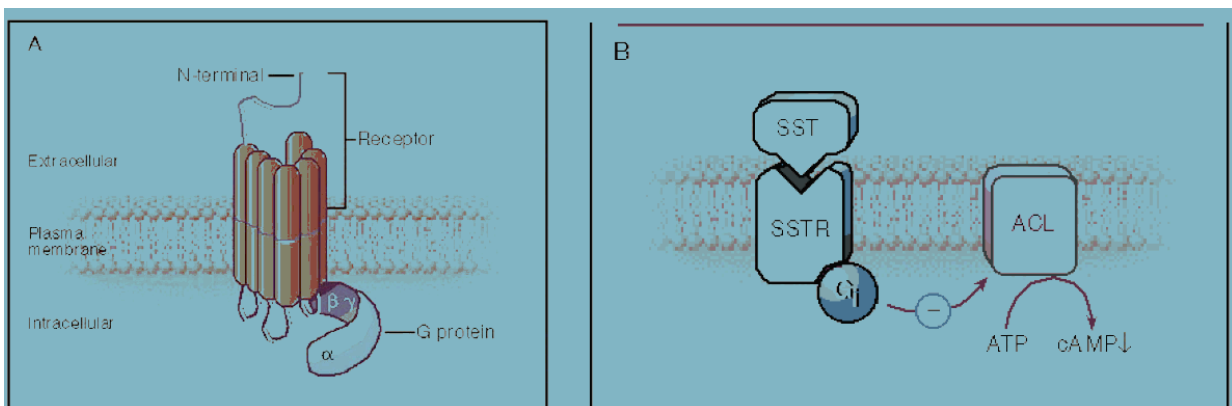 A
N-terminal
Receptor
Extracellular
Plasma
membrane
Intracellular
β γ
α
G protein
B
SST
SSTR
ACL
Gi
−
ATP cAMP↓